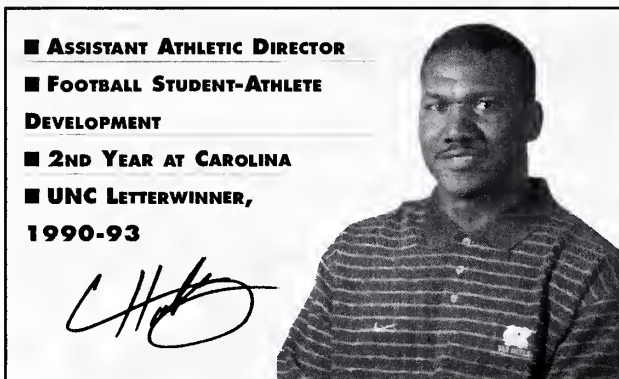 ■ ASSISTANT ATHLETIC DIRECTOR
■ FOOTBALL STUDENT-ATHLETE
DEVELOPMENT
■ 2ND YEAR AT CAROLINA
■ UNC LETTERWINNER,
1990-93